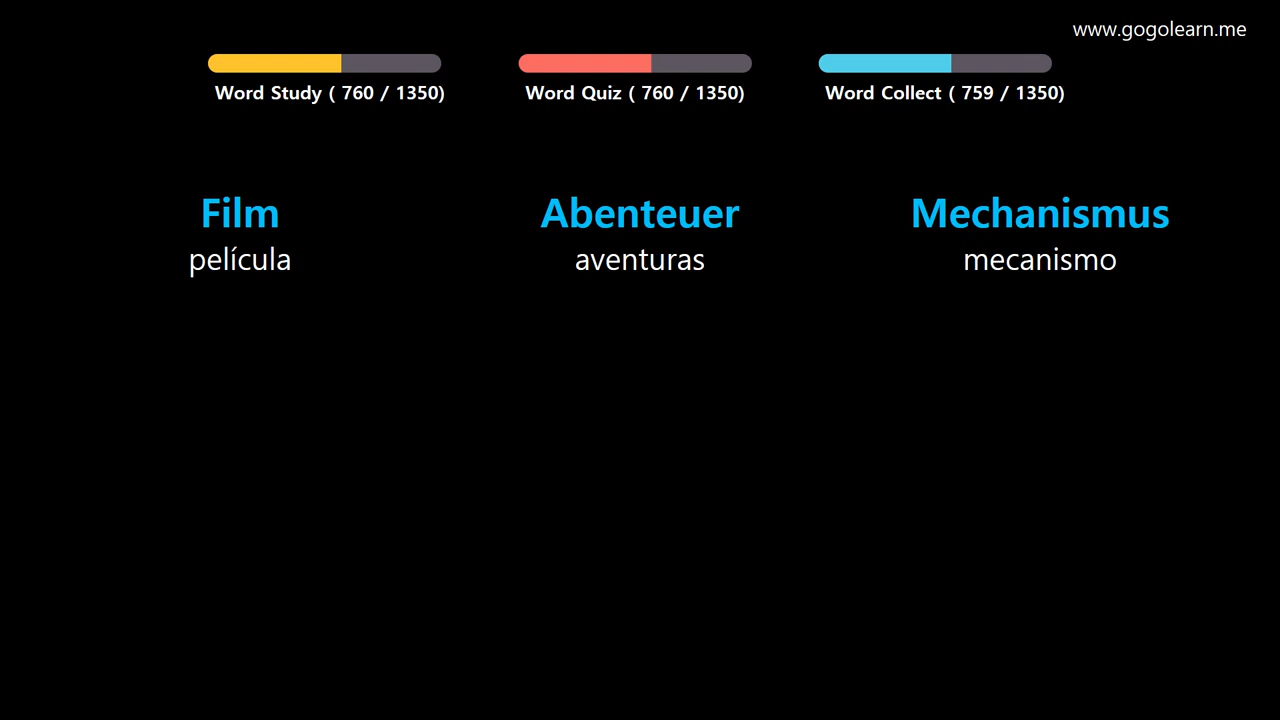 www.gogolearn.me
Word Study ( 760 / 1350)
Word Quiz ( 760 / 1350)
Word Collect ( 759 / 1350)
Film
película
Abenteuer
aventuras
Mechanismus
mecanismo